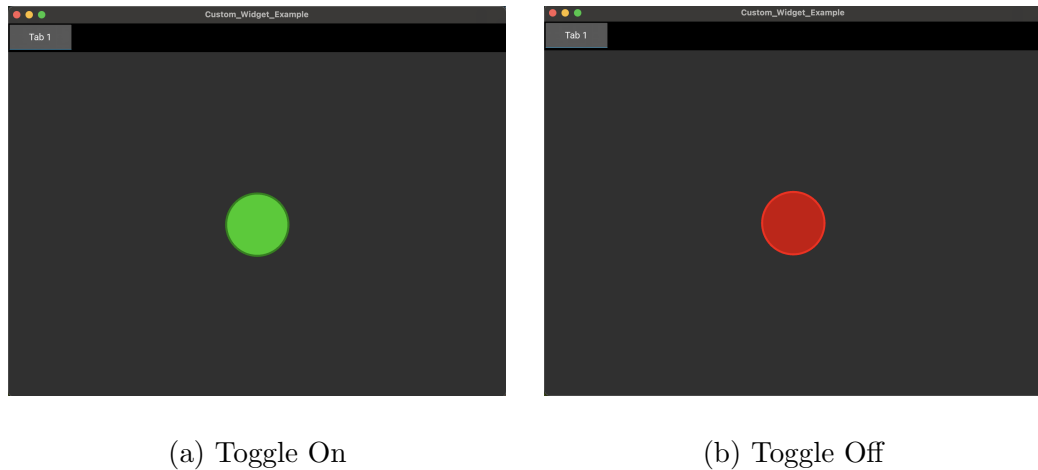 Custom_Widget_Example
Tab 1
Custom_Widget_Example
Tab 1
(a) Toggle On
(b) Toggle Off